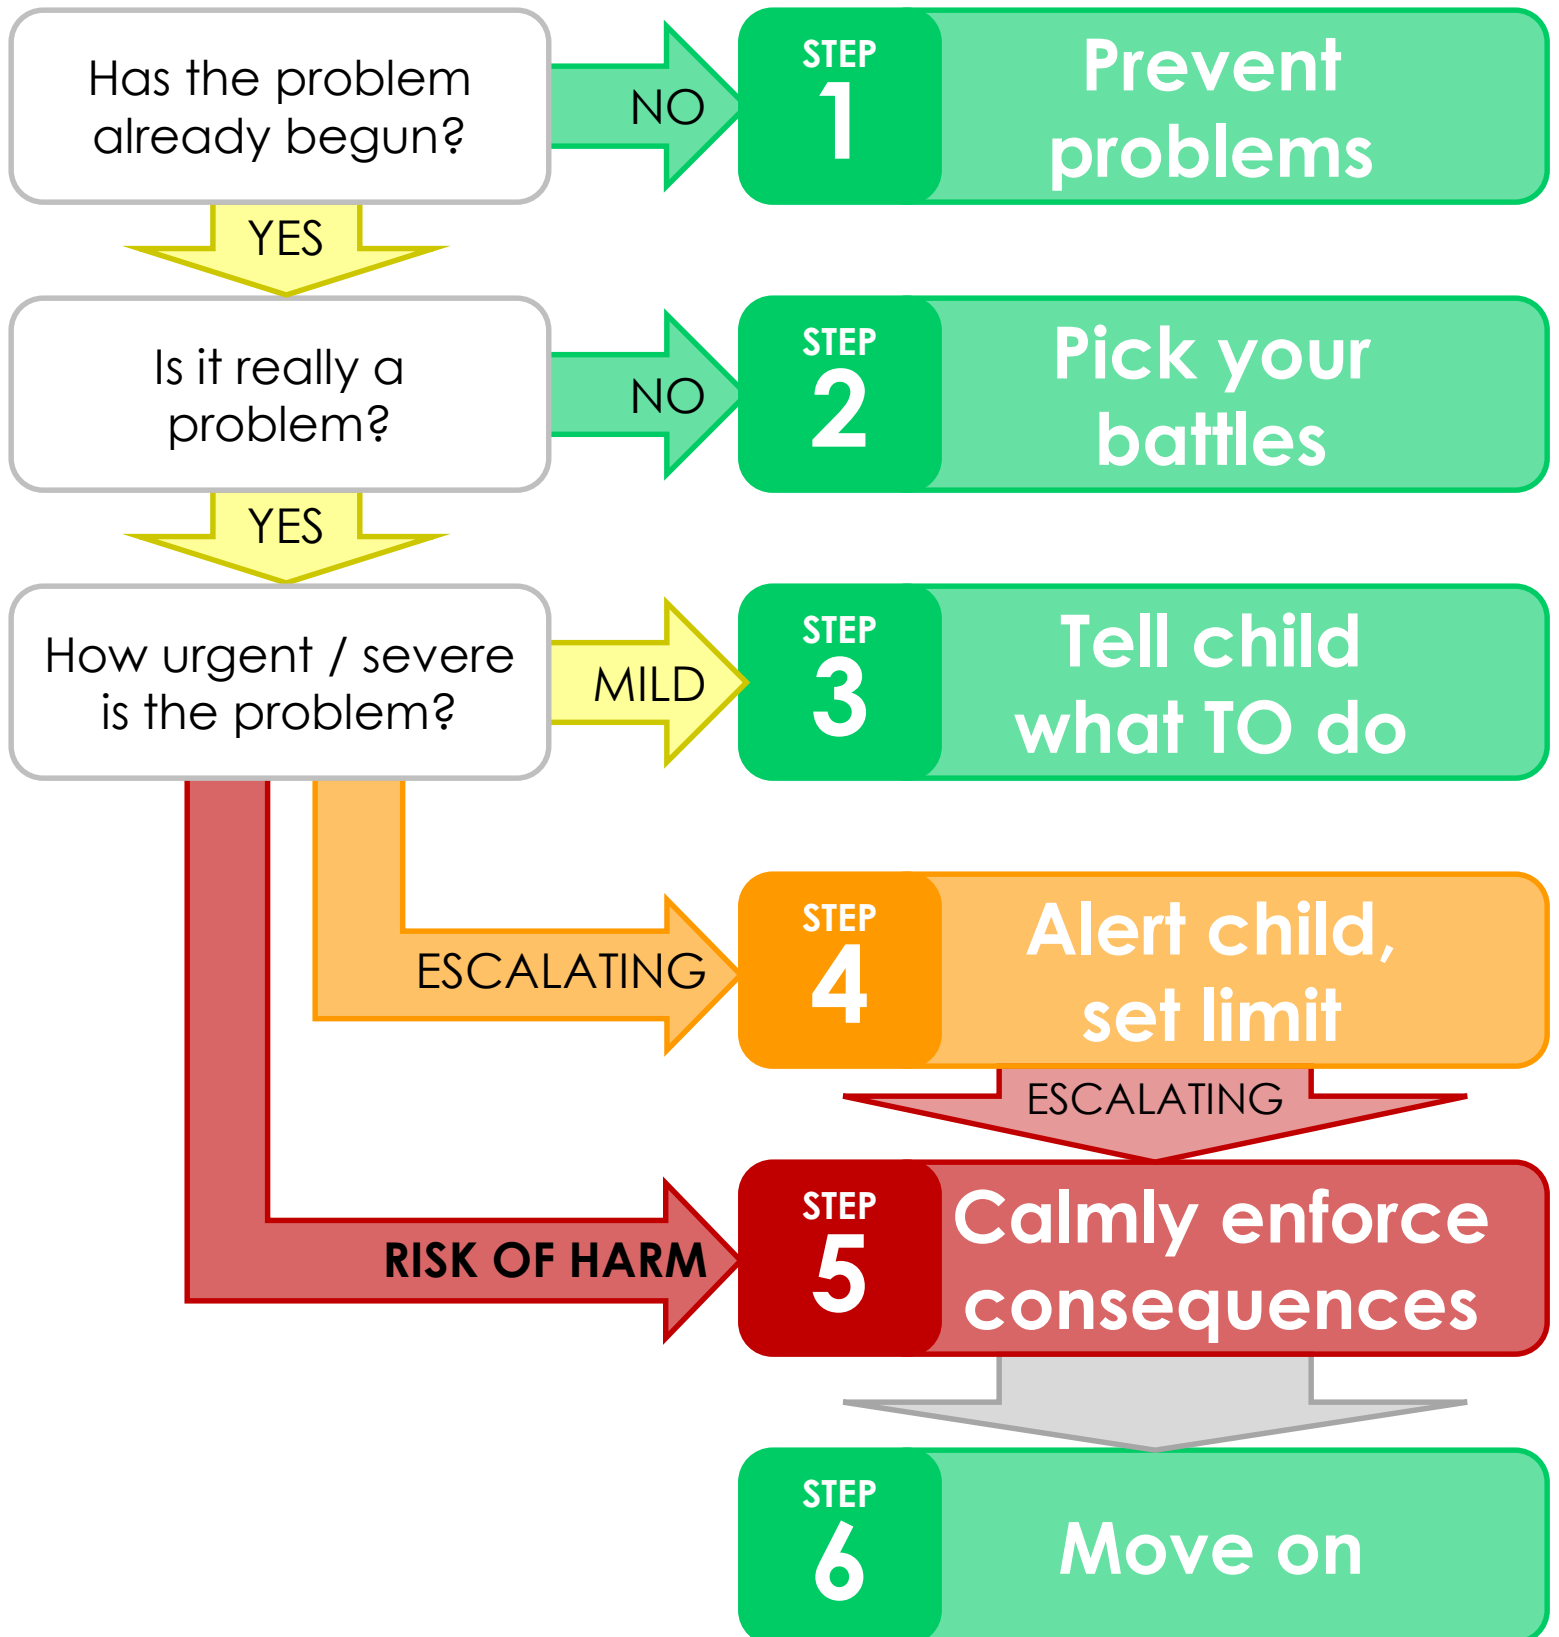 Has the problem
already begun?
NO
STEP
1
Prevent
problems
YES
Is it really a
problem?
NO
STEP
2
Pick your
battles
YES
How urgent / severe
is the problem?
MILD
STEP
3
Tell child
what TO do
ESCALATING
STEP
4
Alert child,
set limit
ESCALATING
RISK OF HARM
STEP
5
Calmly enforce
consequences
STEP
6
Move on